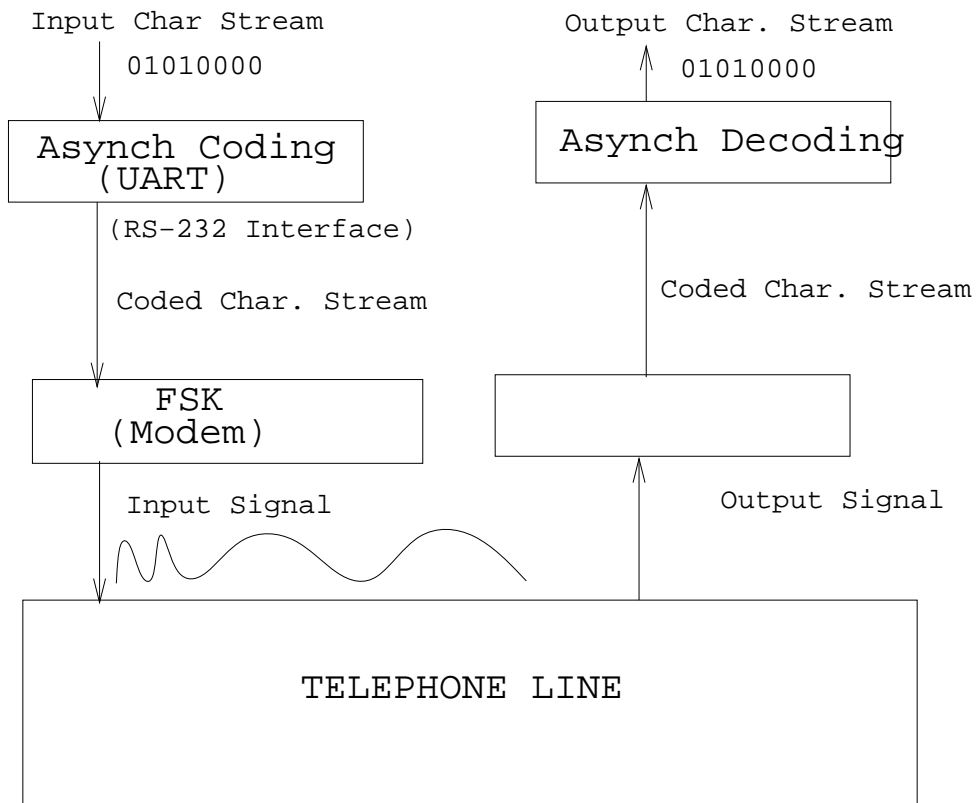 Input Char Stream
01010000
Asynch Coding
(UART)
(RS-232 Interface)
Coded Char. Stream
FSK
(Modem)
Input Signal
Output Char. Stream
01010000
Asynch Decoding
Coded Char. Stream
Output Signal
TELEPHONE LINE